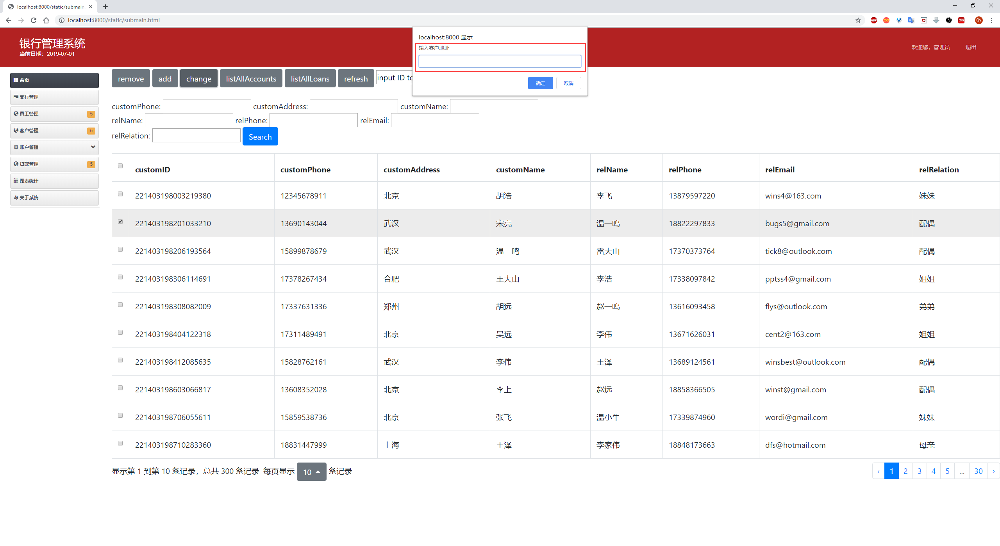 localhost:8000/static/submain.
localhost:8000/static/submain.html
ABP
CORS
Qy
localhost:8000 显示
输入客户地址
确定 取消
银行管理系统
当前日期：2019-07-01
欢迎您，管理员 退出
首页
支行管理
员工管理 5
客户管理 5
账户管理
贷款管理 5
图表统计
关于系统
remove add change listAllAccounts listAllLoans refresh input ID to
customPhone: customAddress: customName:
relName: relPhone: relEmail:
relRelation: Search
customID customPhone customAddress customName relName relPhone relEmail relRelation
221403198003219380 12345678911 北京 胡浩 李飞 13879597220 wins4@163.com 妹妹
221403198201033210 13690143044 武汉 宋亮 温一鸣 18822297833 bugs5@gmail.com 配偶
221403198206193564 15899878679 武汉 温一鸣 雷大山 17370373764 tick8@outlook.com 配偶
221403198306114691 17378267434 合肥 王大山 李浩 17338097842 pptss4@gmail.com 姐姐
221403198308082009 17337631336 郑州 胡远 赵一鸣 13616093458 flys@outlook.com 弟弟
221403198404122318 17311489491 北京 吴远 李伟 13671626031 cent2@163.com 姐姐
221403198412085635 15828762161 武汉 李伟 王泽 13689124561 winsbest@outlook.com 配偶
221403198603066817 13608352028 北京 李上 赵远 18858366505 winst@gmail.com 配偶
221403198706055611 15859538736 北京 张飞 温小牛 17339874960 wordi@gmail.com 妹妹
221403198710283360 18831447999 上海 王泽 李家伟 18848173663 dfs@hotmail.com 母亲
显示第 1 到第 10 条记录，总共 300 条记录 每页显示 10 条记录
‹ 1 2 3 4 5 ... 30 ›